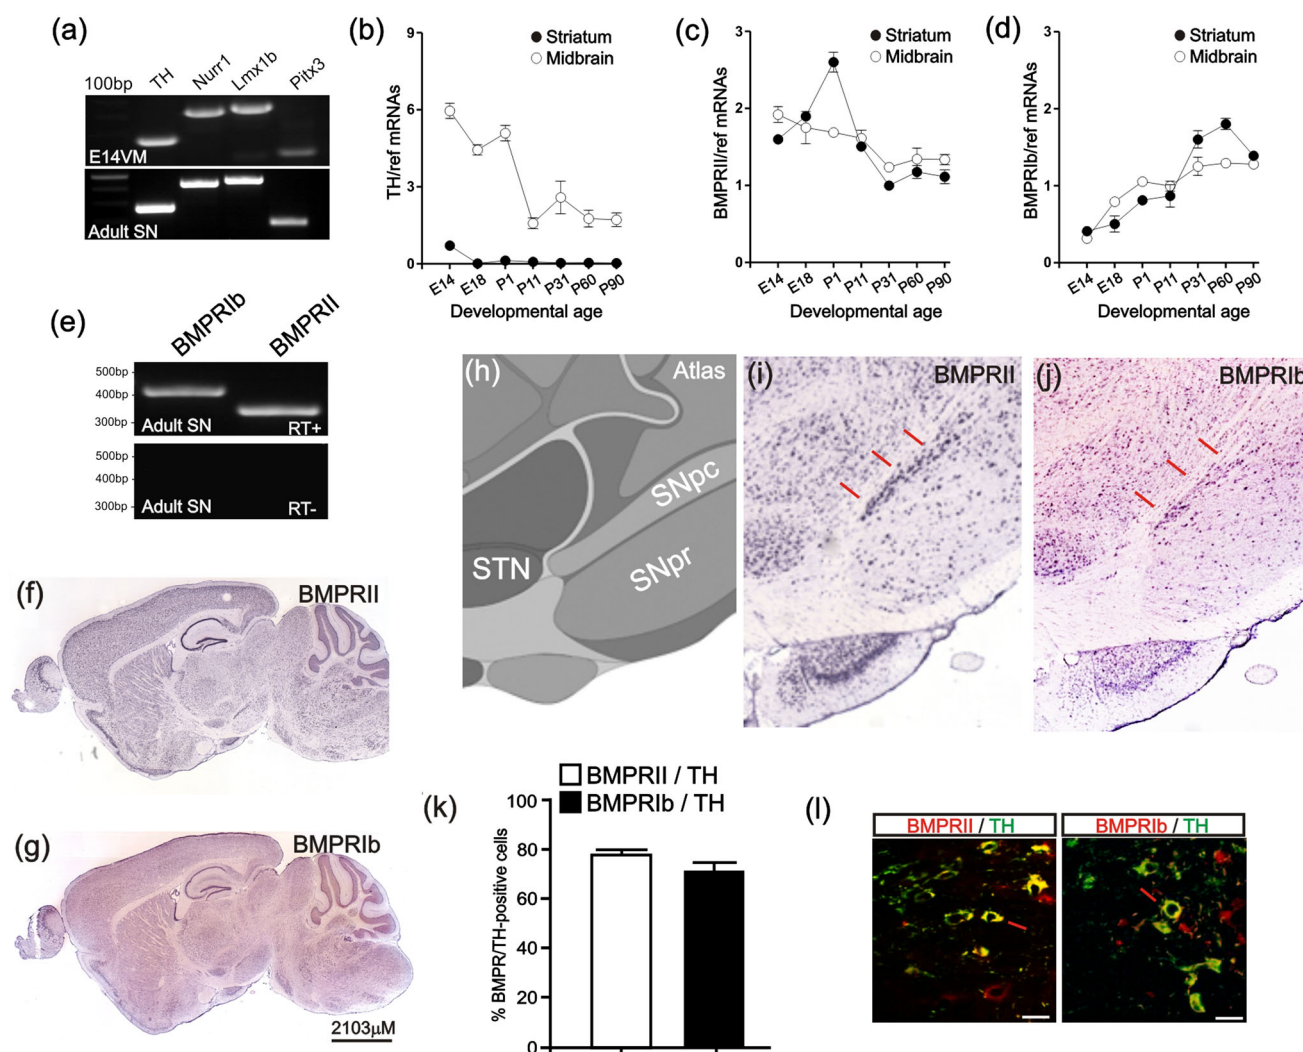 (a)
100bp TH Nurr1 Lmx1b Pitx3
E14VM
Adult SN
(b)
Striatum
Midbrain
TH/ref mRNAs
9
6
3
0
E14 E18 P1 P11 P31 P60 P90
Developmental age
(c)
Striatum
Midbrain
BMPRII/ref mRNAs
3
2
1
0
E14 E18 P1 P11 P31 P60 P90
Developmental age
(d)
Striatum
Midbrain
BMPRIb/ref mRNAs
3
2
1
0
E14 E18 P1 P11 P31 P60 P90
Developmental age
(e)
BMPRIb BMPRII
500bp
400bp
300bp
Adult SN RT+
500bp
400bp
300bp
Adult SN RT-
(f)
BMPRII
(g)
BMPRIb
2103µM
(h)
Atlas
SNpc
SNpr
STN
(i)
BMPRII
(j)
BMPRIb
(k)
BMPRII / TH
BMPRIb / TH
% BMPR/TH-positive cells
100
80
60
40
20
0
(l)
BMPRII / TH
BMPRIb / TH